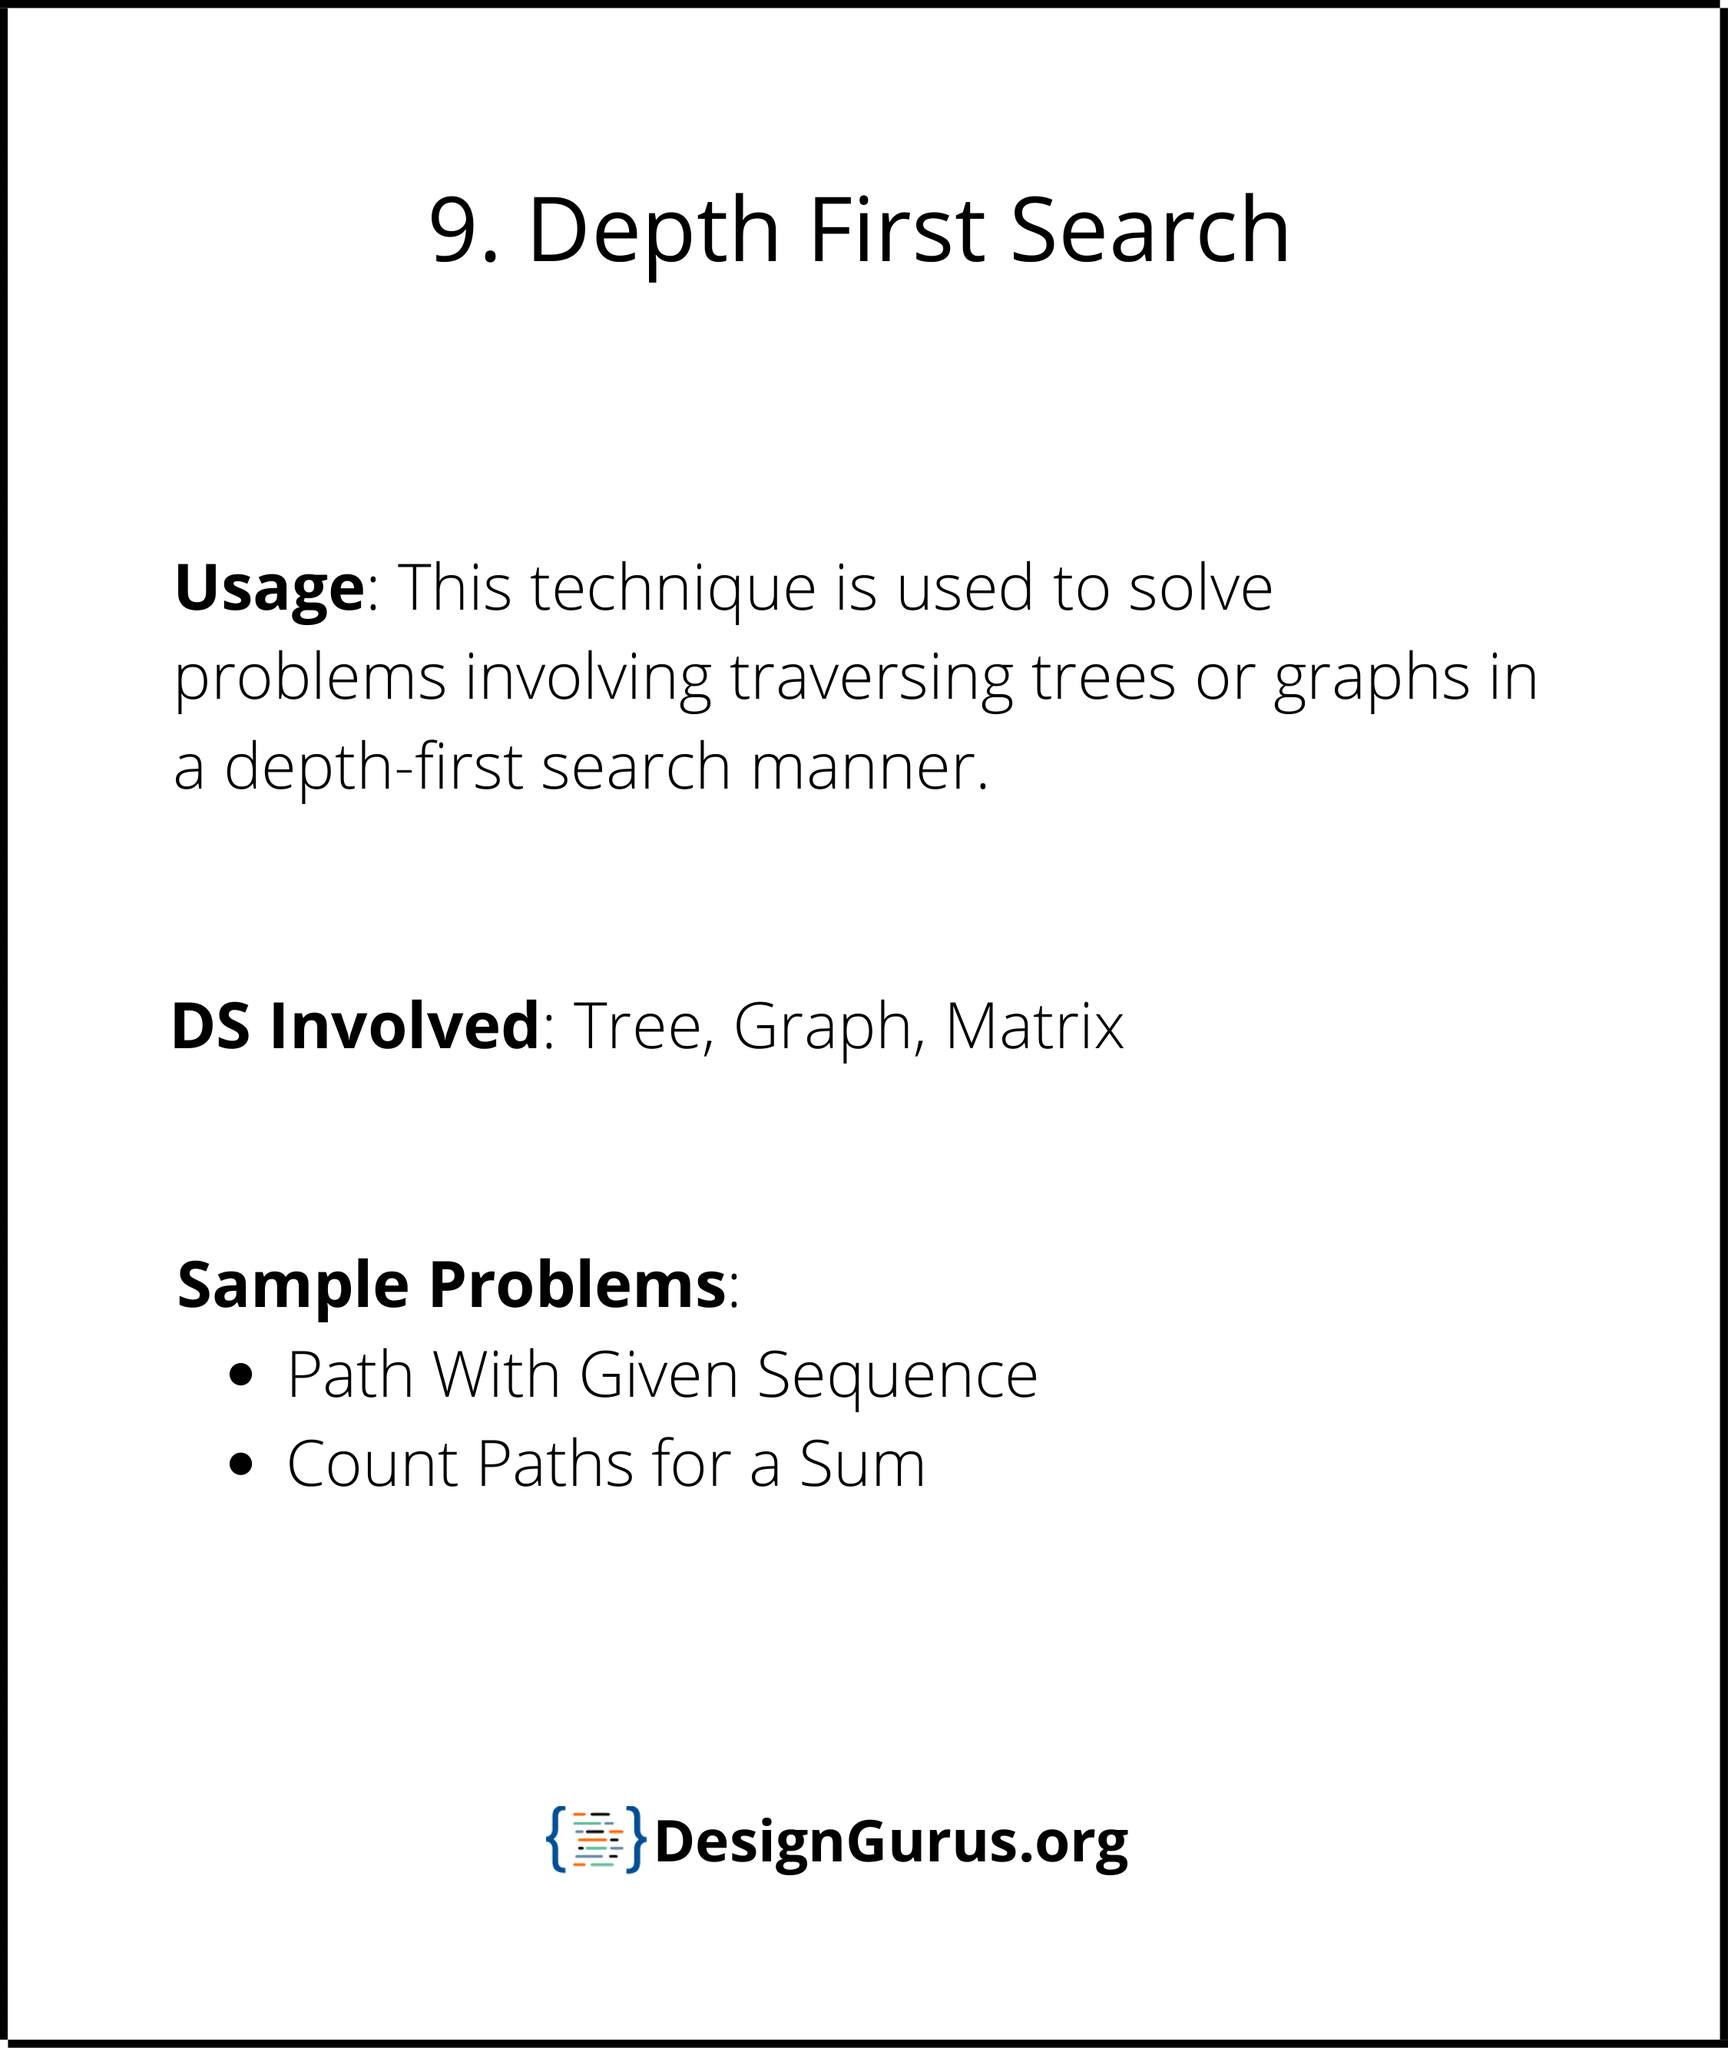 9. Depth First Search
Usage: This technique is used to solve
problems involving traversing trees or graphs in
a depth-first search manner.
DS Involved: Tree, Graph, Matrix
Sample Problems:
• Path With Given Sequence
• Count Paths for a Sum
DesignGurus.org